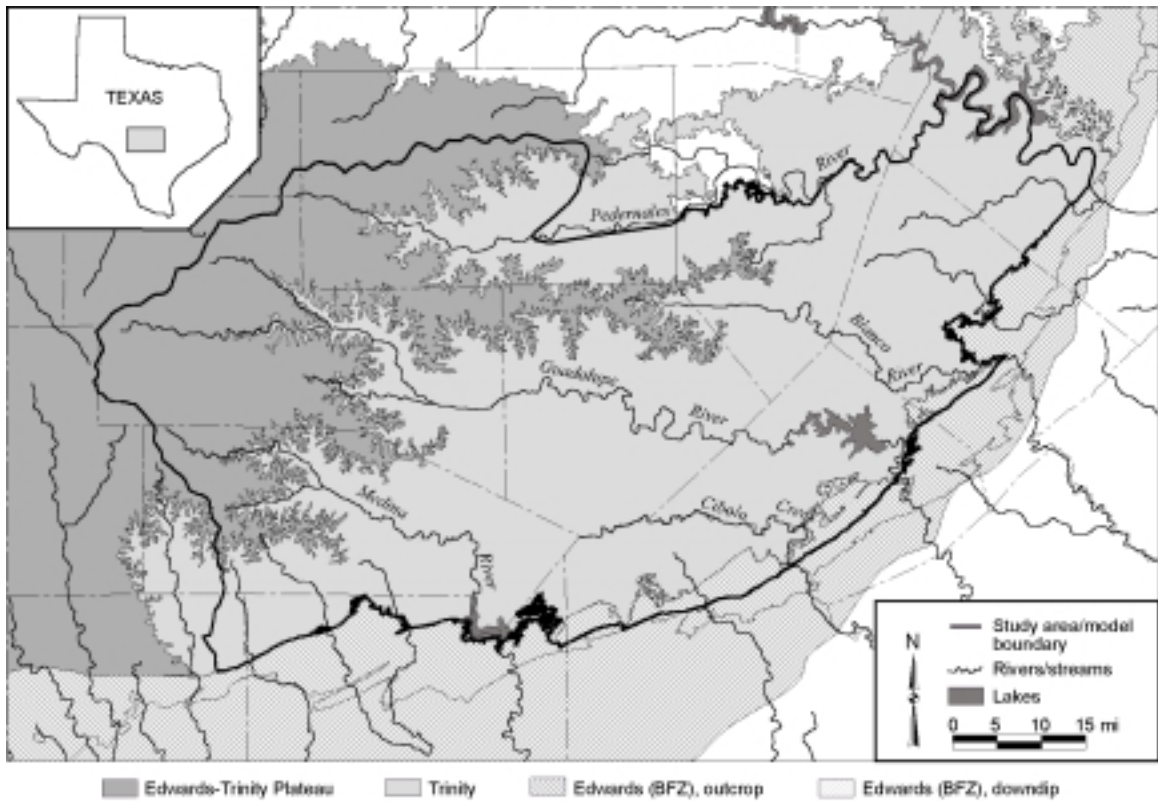 TEXAS
Pedernales
River
Blanco
River
Guadalupe
River
Medina
River
Cibolo
Creek
N
Study area/model
boundary
Rivers/streams
Lakes
0 5 10 15 mi
Edwards-Trinity Plateau
Trinity
Edwards (BFZ), outcrop
Edwards (BFZ), downdip